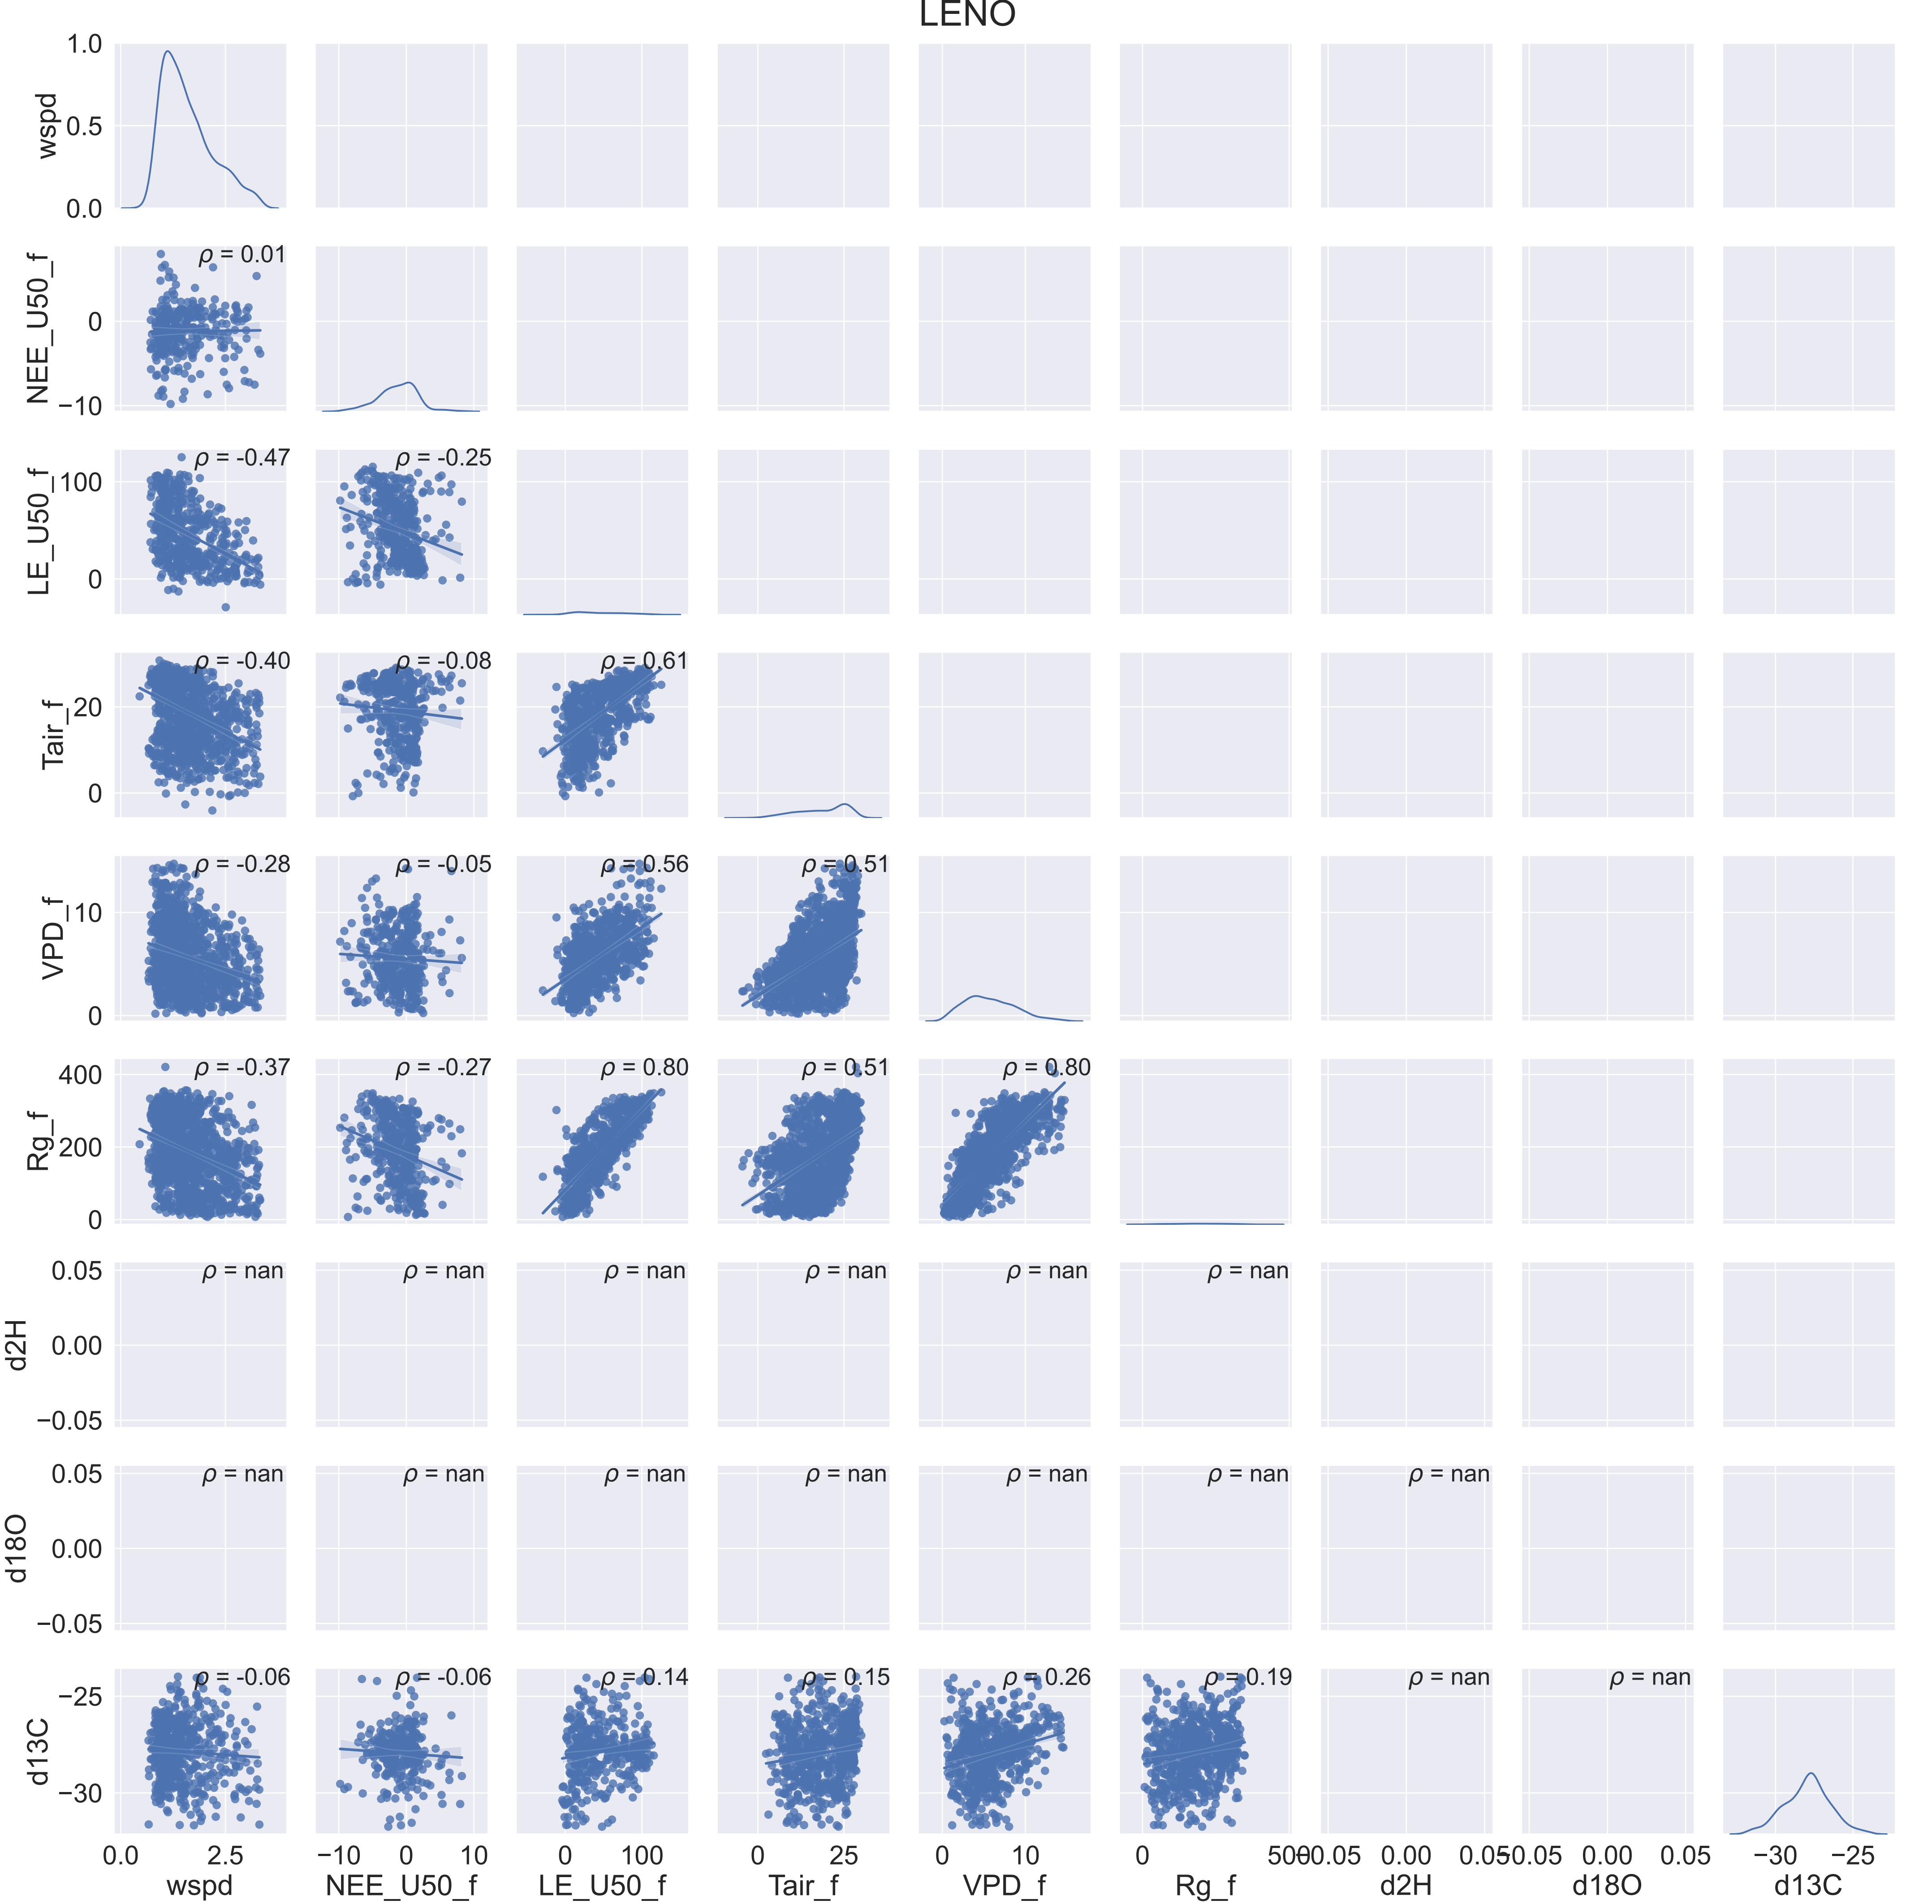 LENO
1.0
wspd
0.5
0.0
ρ = 0.01
NEE_U50_f
0
−10
ρ = -0.47
ρ = -0.25
LE_U50_f
100
0
ρ = -0.40
ρ = -0.08
ρ = 0.61
Tair_f
20
0
ρ = -0.28
ρ = -0.05
ρ = 0.56
ρ = 0.51
VPD_f
10
0
ρ = -0.37
ρ = -0.27
ρ = 0.80
ρ = 0.51
ρ = 0.80
Rg_f
400
200
0
ρ = nan
ρ = nan
ρ = nan
ρ = nan
ρ = nan
ρ = nan
d2H
0.05
0.00
−0.05
ρ = nan
ρ = nan
ρ = nan
ρ = nan
ρ = nan
ρ = nan
ρ = nan
d18O
0.05
0.00
−0.05
ρ = -0.06
ρ = -0.06
ρ = 0.14
ρ = 0.15
ρ = 0.26
ρ = 0.19
ρ = nan
ρ = nan
d13C
−25
−30
0.0 2.5
−10 0 10
0 100
0 25
0 10
0 500
−0.05 0.00 0.05
−0.05 0.00 0.05
−30 −25
wspd
NEE_U50_f
LE_U50_f
Tair_f
VPD_f
Rg_f
d2H
d18O
d13C